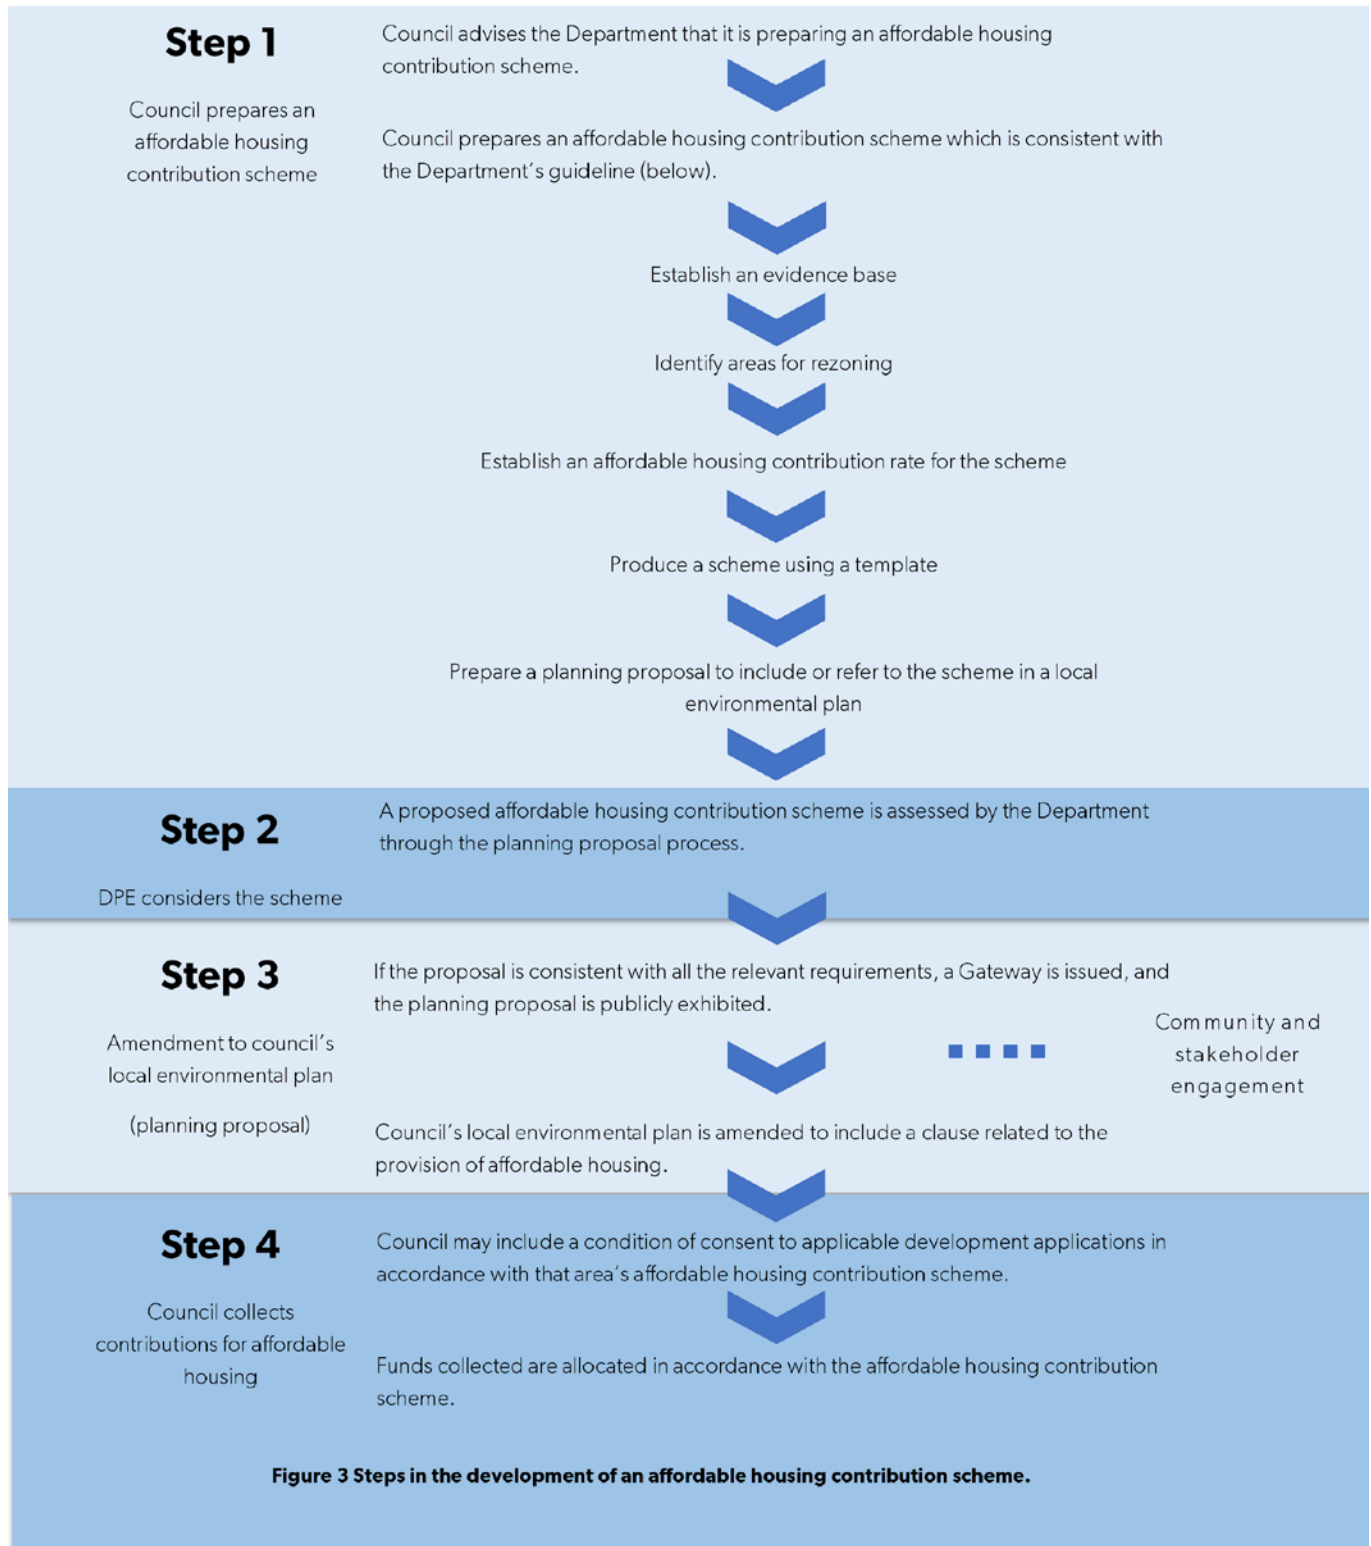 Step 1
Council prepares an
affordable housing
contribution scheme
Council advises the Department that it is preparing an affordable housing
contribution scheme.
Council prepares an affordable housing contribution scheme which is consistent with
the Department's guideline (below).
Establish an evidence base
Identify areas for rezoning
Establish an affordable housing contribution rate for the scheme
Produce a scheme using a template
Prepare a planning proposal to include or refer to the scheme in a local
environmental plan
Step 2
DPE considers the scheme
A proposed affordable housing contribution scheme is assessed by the Department
through the planning proposal process.
Step 3
Amendment to council's
local environmental plan
(planning proposal)
If the proposal is consistent with all the relevant requirements, a Gateway is issued, and
the planning proposal is publicly exhibited.
Community and
stakeholder
engagement
Council's local environmental plan is amended to include a clause related to the
provision of affordable housing.
Step 4
Council collects
contributions for affordable
housing
Council may include a condition of consent to applicable development applications in
accordance with that area's affordable housing contribution scheme.
Funds collected are allocated in accordance with the affordable housing contribution
scheme.
Figure 3 Steps in the development of an affordable housing contribution scheme.